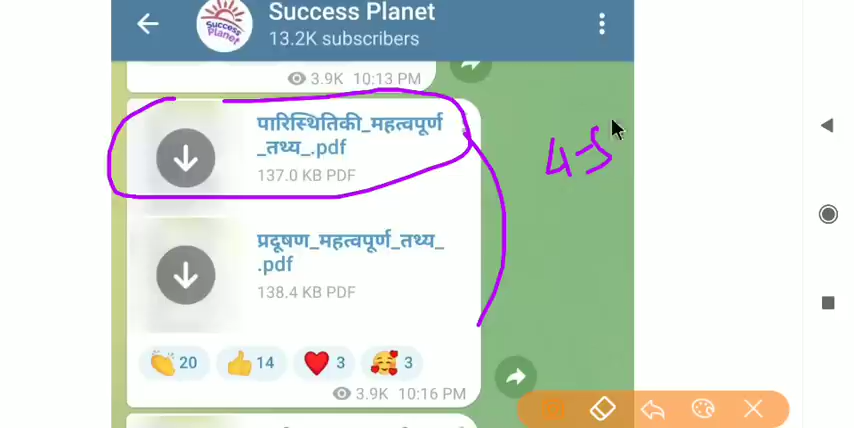 Success Planet
Success
Planet
13.2K subscribers
3.9K 10:13 PM
पारिस्थितिकी_महत्वपूर्ण
_तथ्य_.pdf
137.0 KB PDF
4-5
प्रदूषण_महत्वपूर्ण_तथ्य_
.pdf
138.4 KB PDF
20 14 3 3
3.9K 10:16 PM